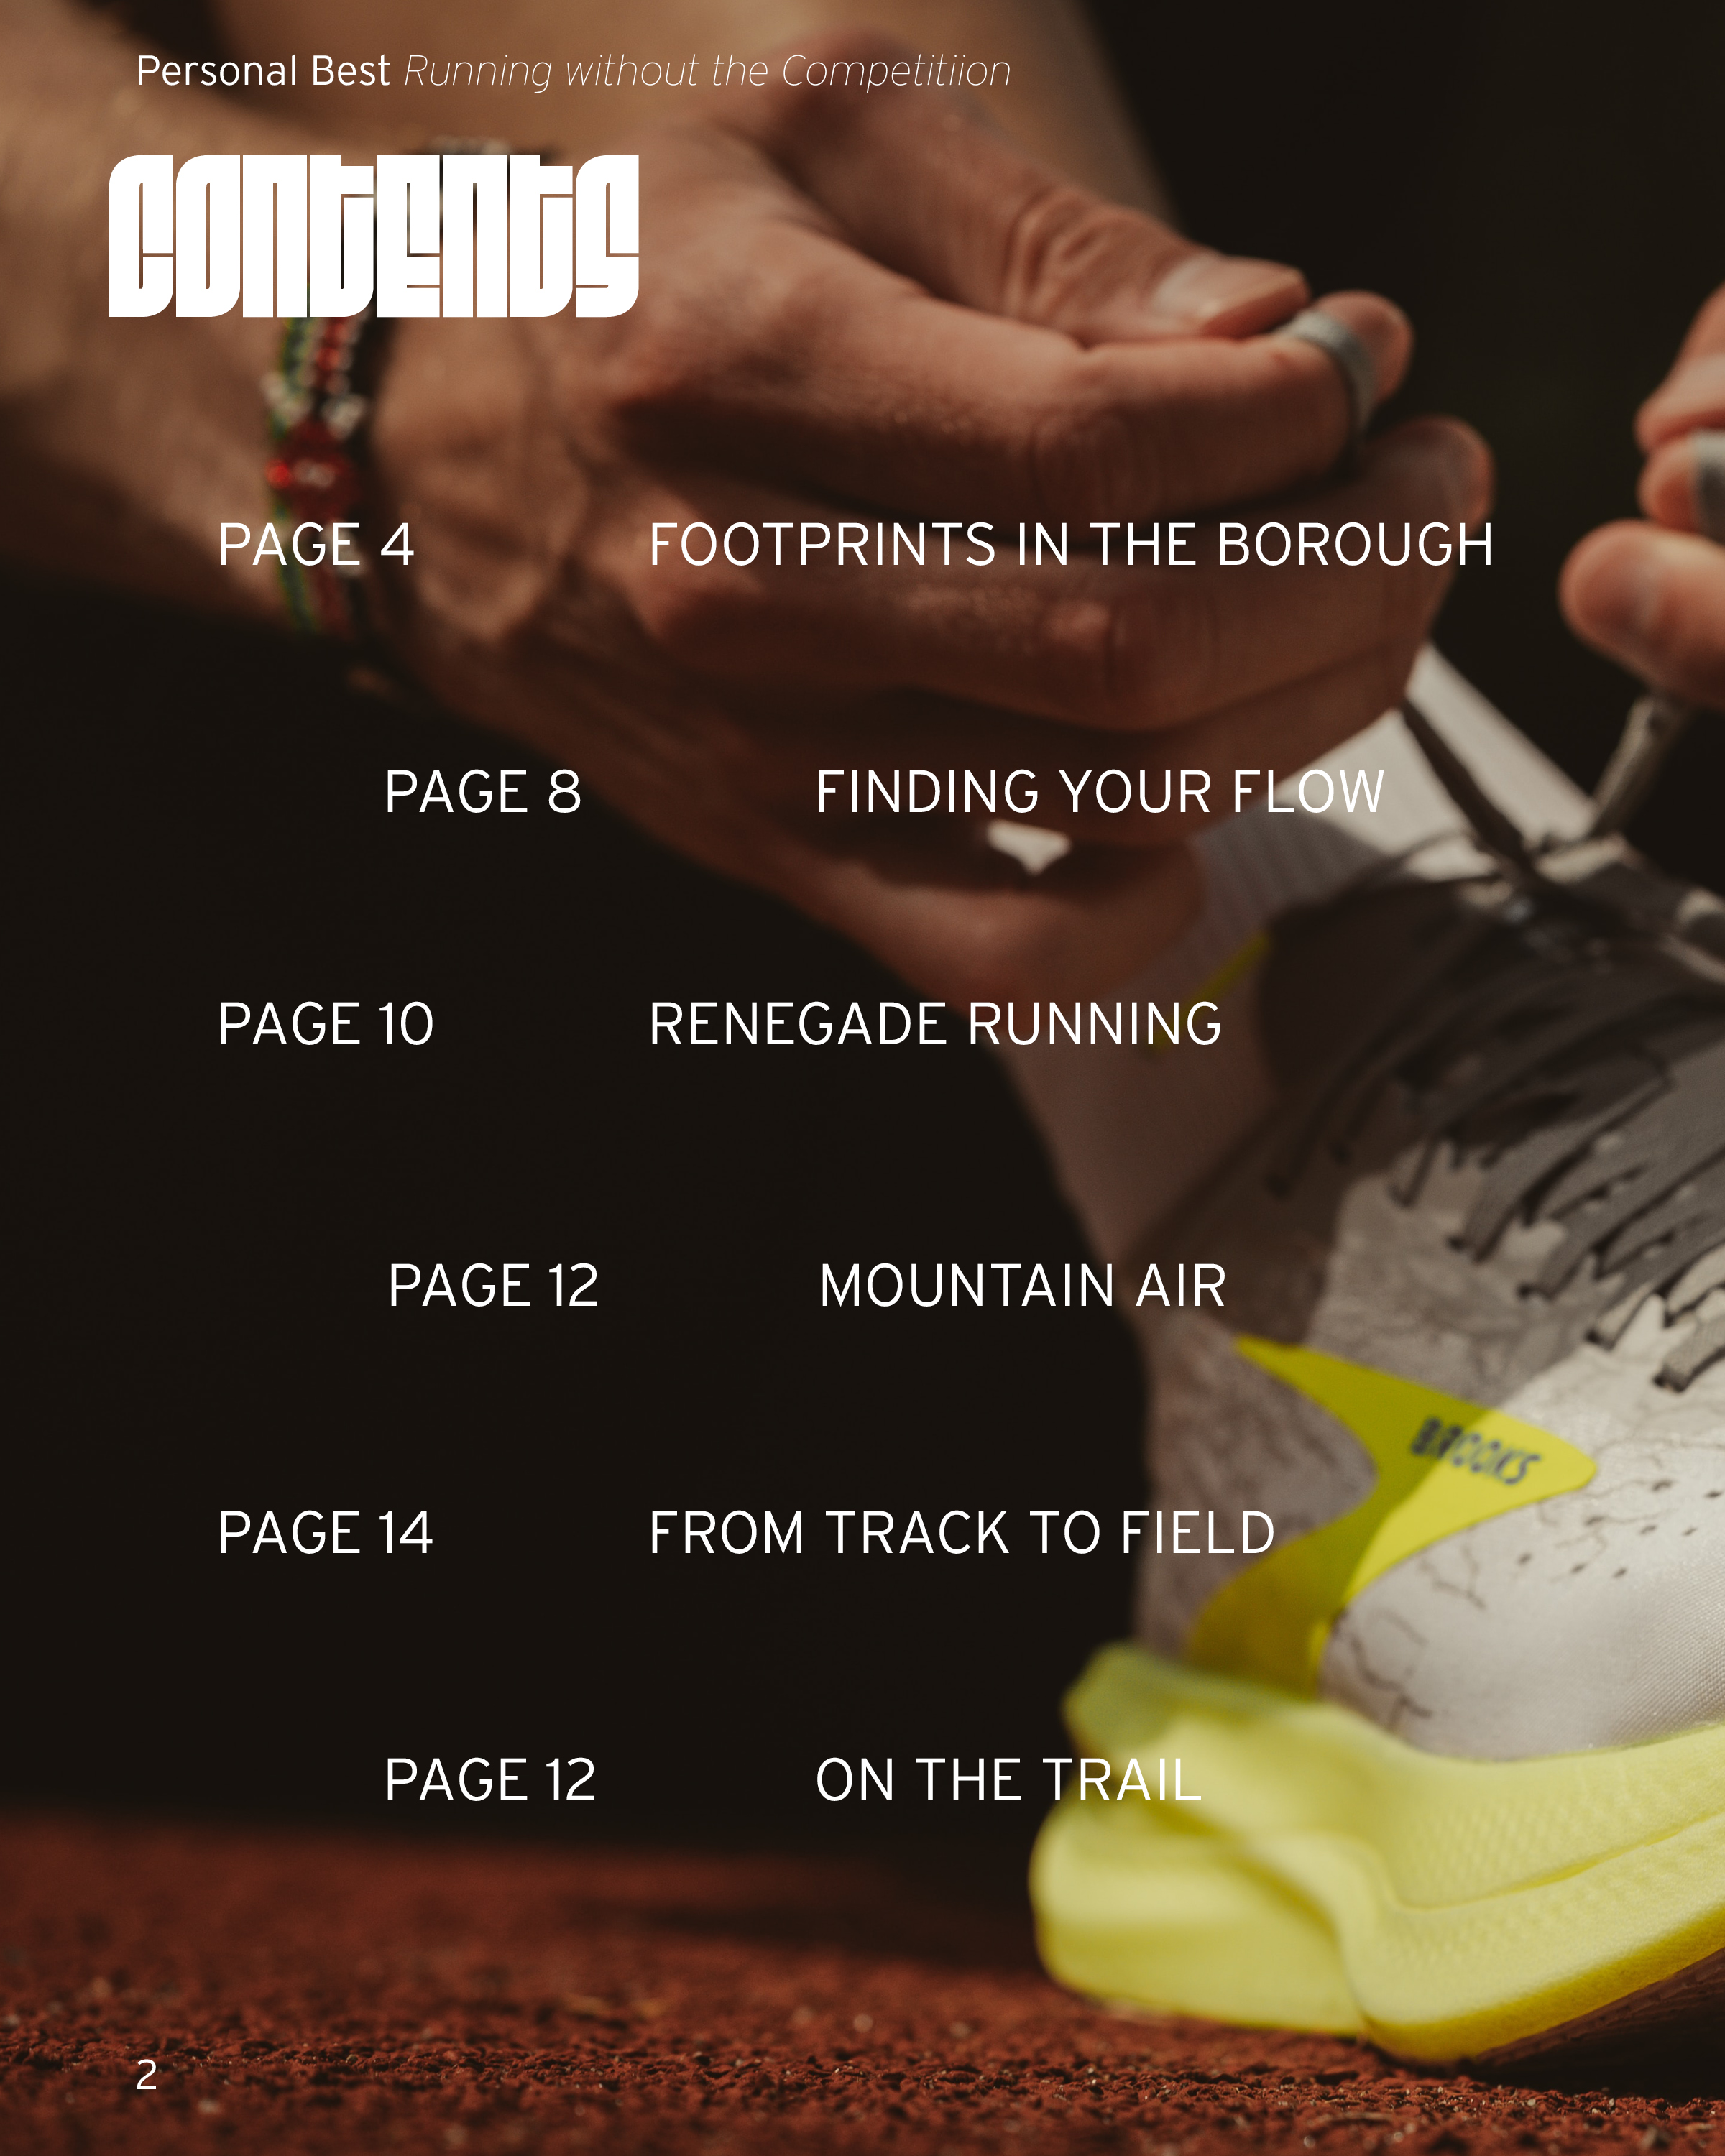 Personal Best Running without the Competitiion
CONTENTS
PAGE 4 FOOTPRINTS IN THE BOROUGH
PAGE 8 FINDING YOUR FLOW
PAGE 10 RENEGADE RUNNING
PAGE 12 MOUNTAIN AIR
BROOKS
PAGE 14 FROM TRACK TO FIELD
PAGE 12 ON THE TRAIL
2